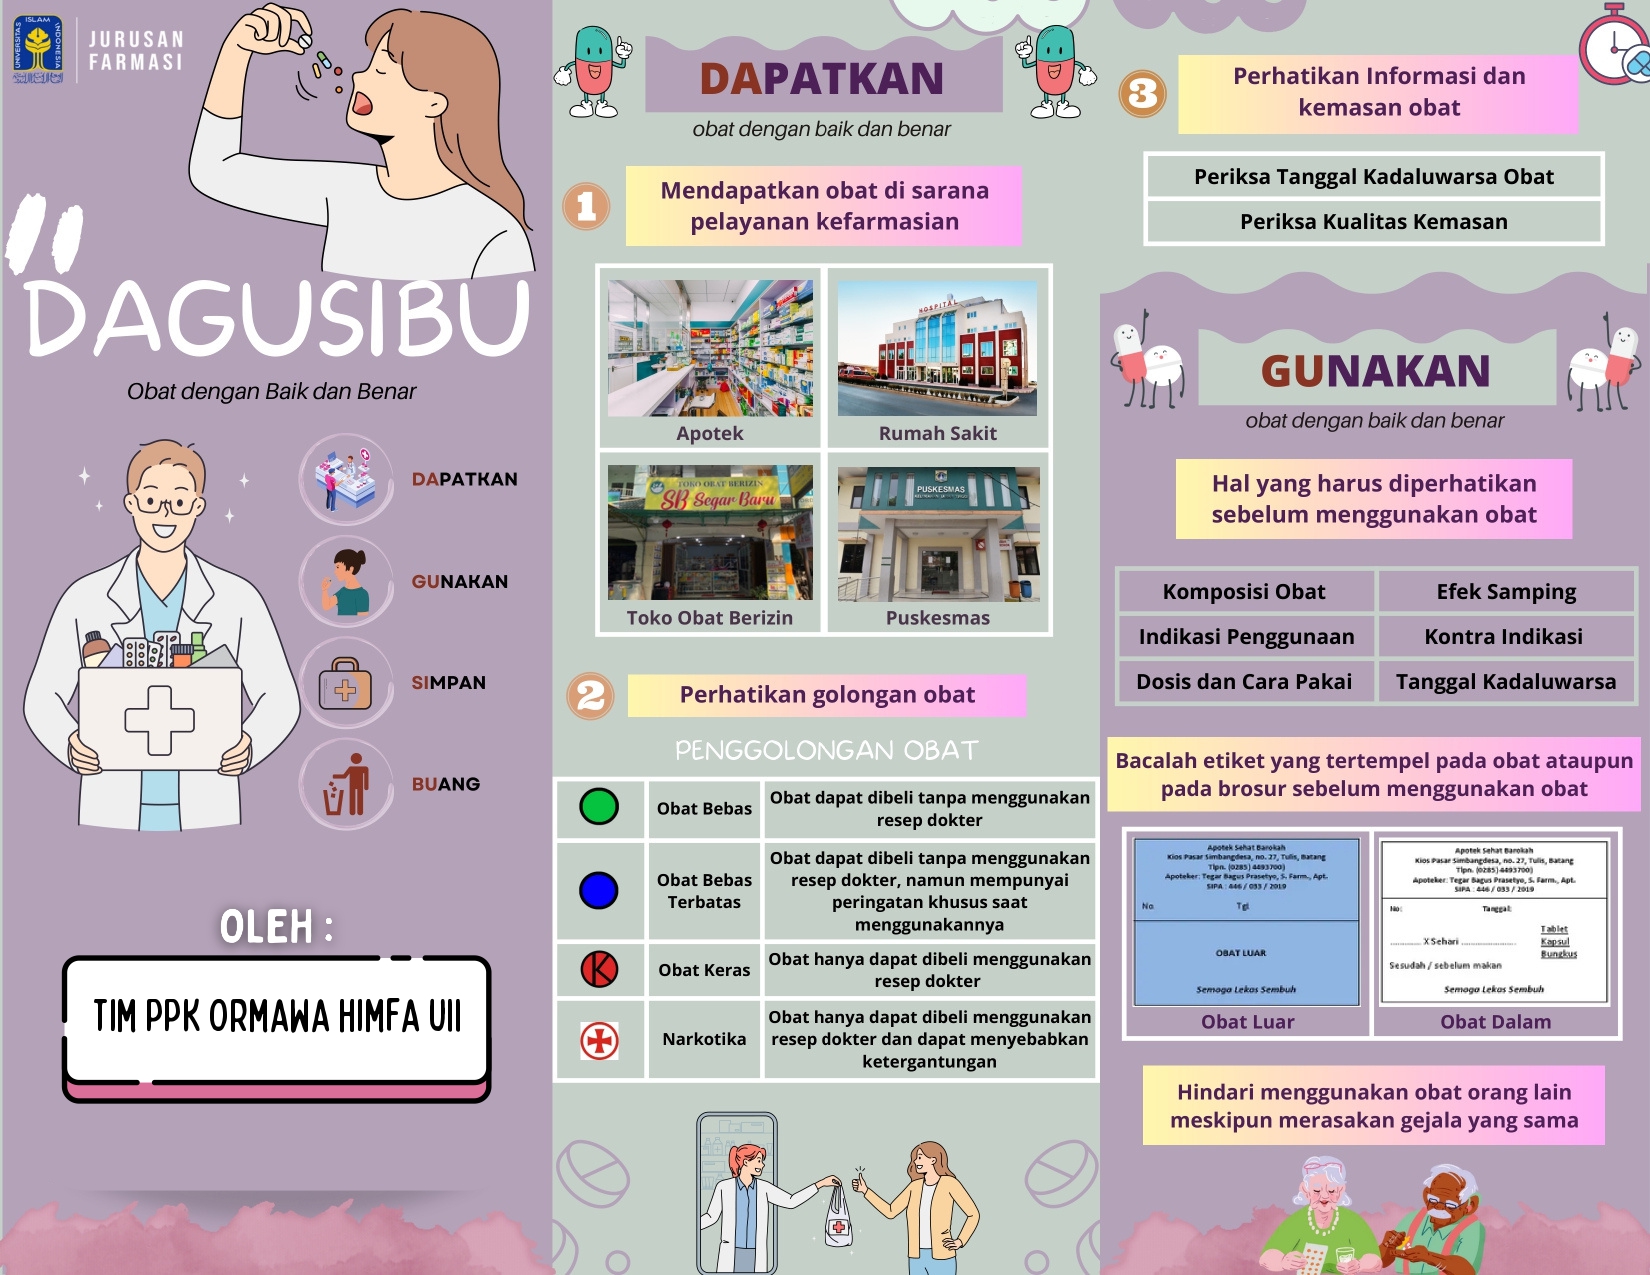 UNIVERSITAS
ISLAM
INDONESIA
JURUSAN
FARMASI
"
DAGUSIBU
Obat dengan Baik dan Benar
DAPATKAN
GUNAKAN
SIMPAN
BUANG
OLEH :
TIM PPK ORMAWA HIMFA UII
DAPATKAN
obat dengan baik dan benar
1
Mendapatkan obat di sarana
pelayanan kefarmasian
HOSPITAL
Apotek
Rumah Sakit
TOKO OBAT BERIZIN
SB Segar Baru
PUSKESMAS
Toko Obat Berizin
Puskesmas
2
Perhatikan golongan obat
PENGGOLONGAN OBAT
Obat Bebas
Obat dapat dibeli tanpa menggunakan
resep dokter
Obat Bebas
Terbatas
Obat dapat dibeli tanpa menggunakan
resep dokter, namun mempunyai
peringatan khusus saat
menggunakannya
K
Obat Keras
Obat hanya dapat dibeli menggunakan
resep dokter
Narkotika
Obat hanya dapat dibeli menggunakan
resep dokter dan dapat menyebabkan
ketergantungan
3
Perhatikan Informasi dan
kemasan obat
Periksa Tanggal Kadaluwarsa Obat
Periksa Kualitas Kemasan
GUNAKAN
obat dengan baik dan benar
Hal yang harus diperhatikan
sebelum menggunakan obat
Komposisi Obat
Efek Samping
Indikasi Penggunaan
Kontra Indikasi
Dosis dan Cara Pakai
Tanggal Kadaluwarsa
Bacalah etiket yang tertempel pada obat ataupun
pada brosur sebelum menggunakan obat
Apotek Sehat Barokah
Kios Pasar Simbangdesa, no. 27, Tulis, Batang
Tlpn. (0285) 4493700)
Apoteker: Tegar Bagus Prasetyo, S. Farm., Apt.
SIPA : 446 / 033 / 2019
No. Tgl
OBAT LUAR
Semoga Lekas Sembuh
Obat Luar
Apotek Sehat Barokah
Kios Pasar Simbangdesa, no. 27, Tulis, Batang
Tlpn. (0285) 4493700)
Apoteker: Tegar Bagus Prasetyo, S. Farm., Apt.
SIPA : 446 / 033 / 2019
No: Tanggal:
Tablet
............ X Sehari ..................... Kapsul
Bungkus
Sesudah / sebelum makan
Semoga Lekas Sembuh
Obat Dalam
Hindari menggunakan obat orang lain
meskipun merasakan gejala yang sama